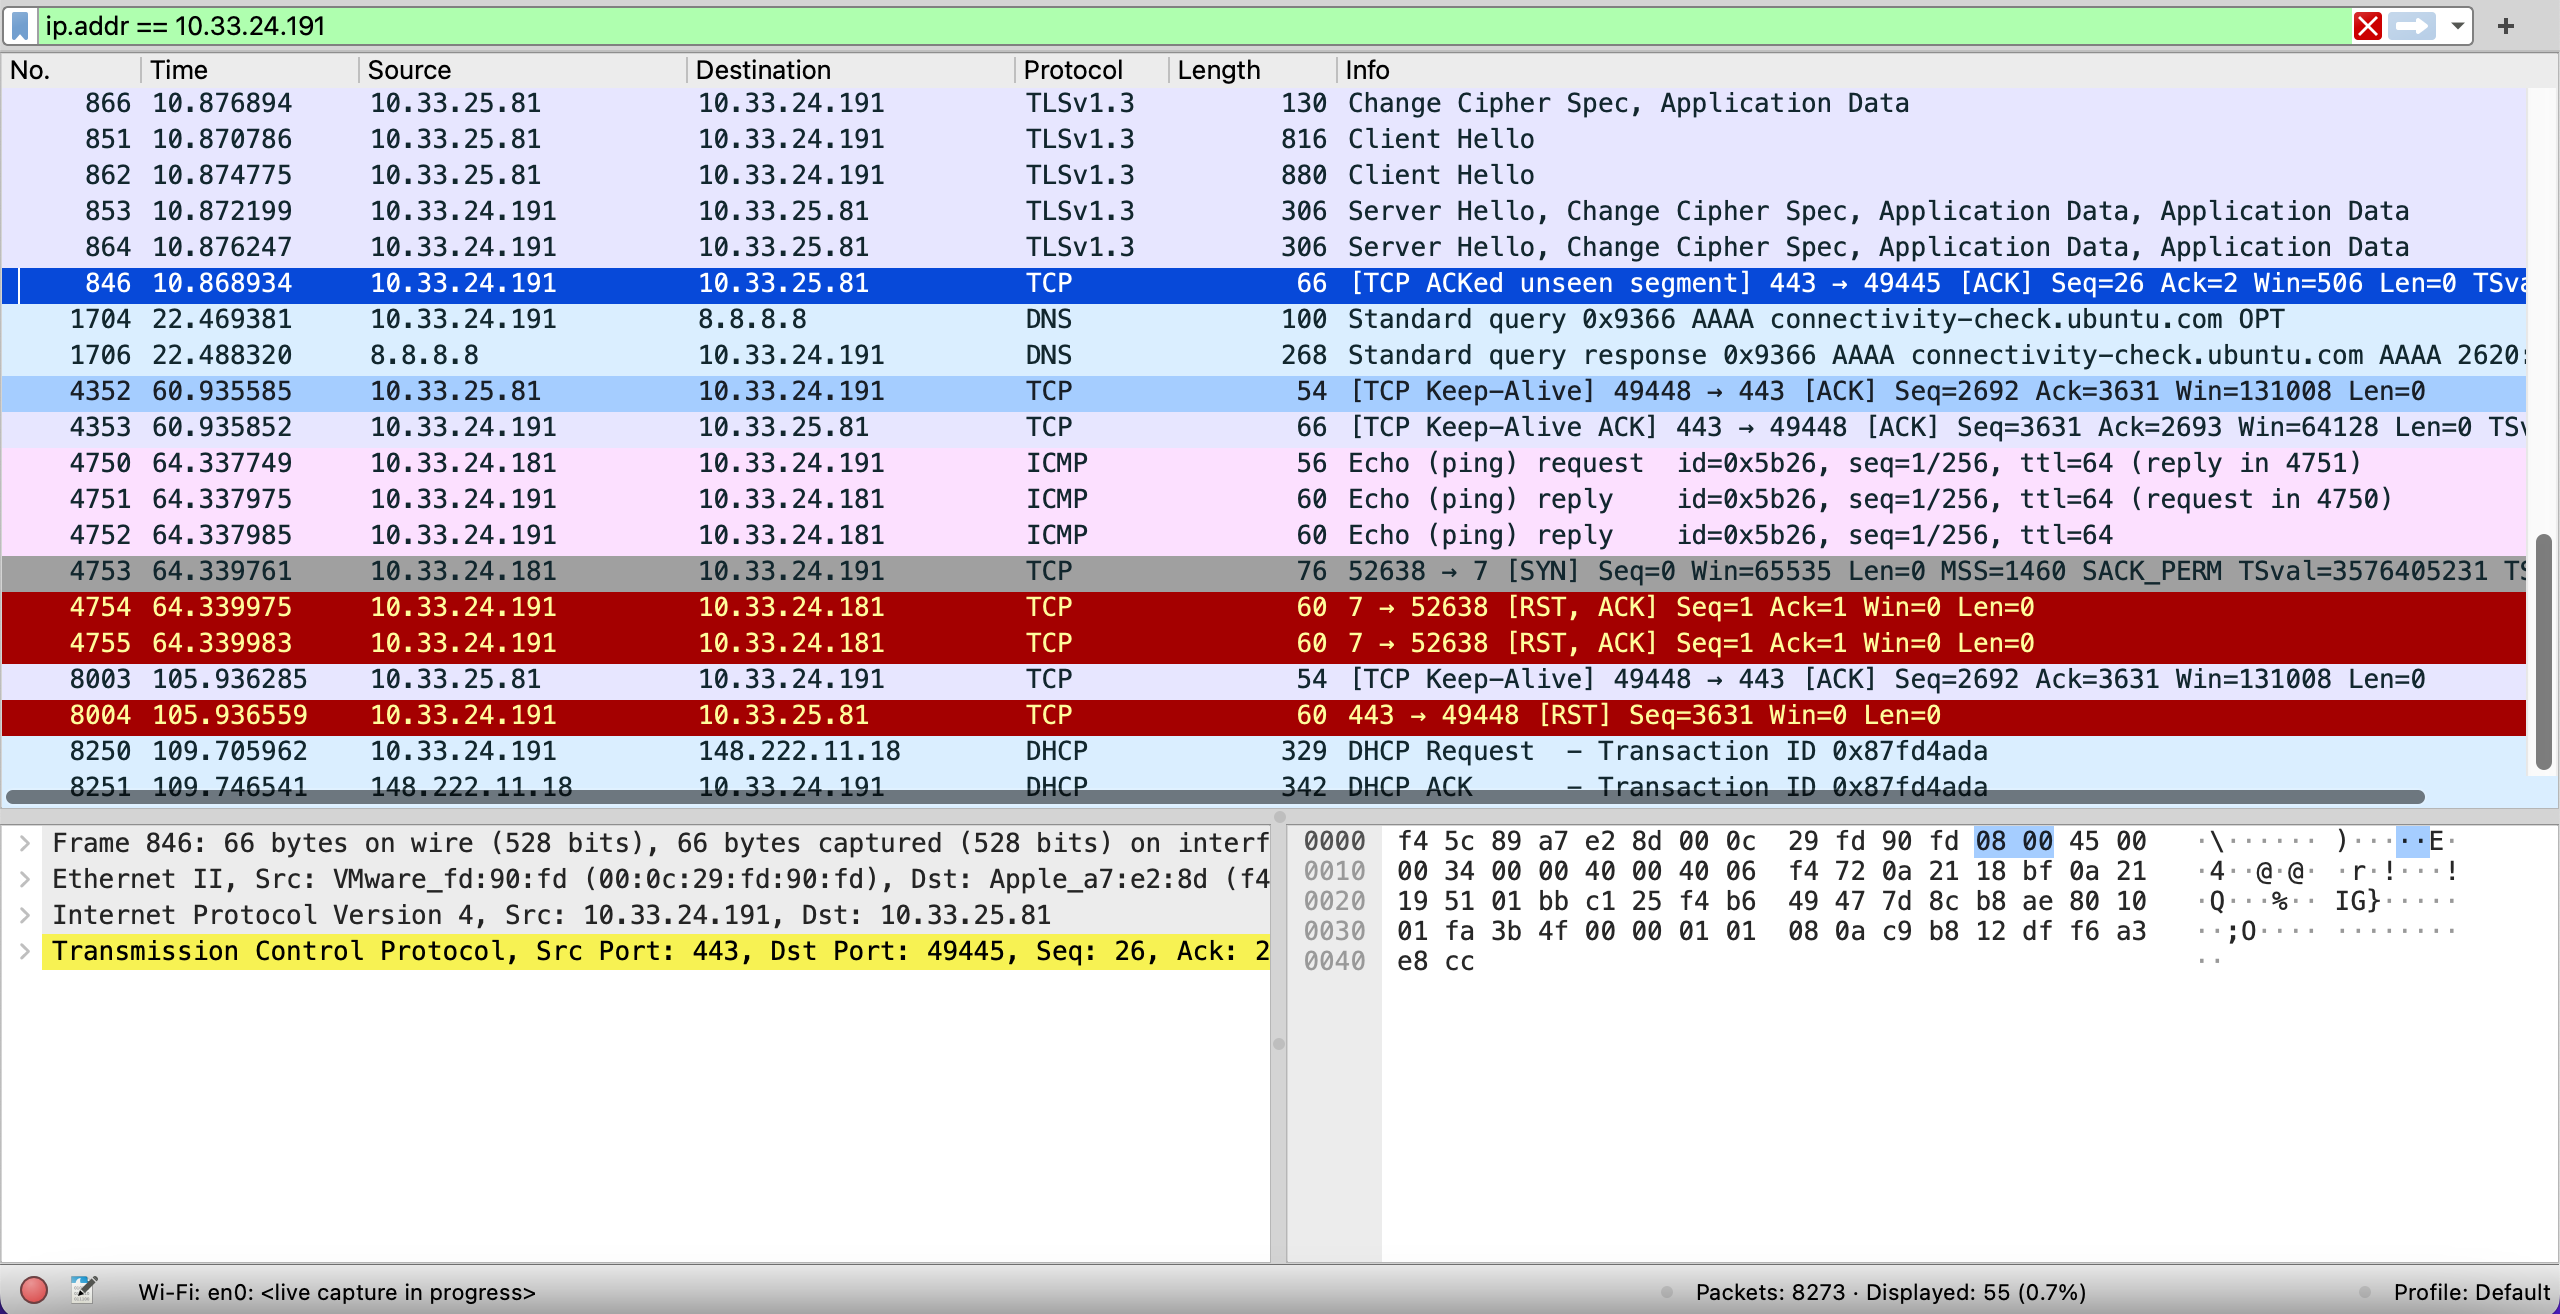 ip.addr == 10.33.24.191
No. Time Source Destination Protocol Length Info
866 10.876894 10.33.25.81 10.33.24.191 TLSv1.3 130 Change Cipher Spec, Application Data
851 10.870786 10.33.25.81 10.33.24.191 TLSv1.3 816 Client Hello
862 10.874775 10.33.25.81 10.33.24.191 TLSv1.3 880 Client Hello
853 10.872199 10.33.24.191 10.33.25.81 TLSv1.3 306 Server Hello, Change Cipher Spec, Application Data, Application Data
864 10.876247 10.33.24.191 10.33.25.81 TLSv1.3 306 Server Hello, Change Cipher Spec, Application Data, Application Data
846 10.868934 10.33.24.191 10.33.25.81 TCP 66 [TCP ACKed unseen segment] 443 → 49445 [ACK] Seq=26 Ack=2 Win=506 Len=0 TSva
1704 22.469381 10.33.24.191 8.8.8.8 DNS 100 Standard query 0x9366 AAAA connectivity-check.ubuntu.com OPT
1706 22.488320 8.8.8.8 10.33.24.191 DNS 268 Standard query response 0x9366 AAAA connectivity-check.ubuntu.com AAAA 2620:
4352 60.935585 10.33.25.81 10.33.24.191 TCP 54 [TCP Keep-Alive] 49448 → 443 [ACK] Seq=2692 Ack=3631 Win=131008 Len=0
4353 60.935852 10.33.24.191 10.33.25.81 TCP 66 [TCP Keep-Alive ACK] 443 → 49448 [ACK] Seq=3631 Ack=2693 Win=64128 Len=0 TSv
4750 64.337749 10.33.24.181 10.33.24.191 ICMP 56 Echo (ping) request id=0x5b26, seq=1/256, ttl=64 (reply in 4751)
4751 64.337975 10.33.24.191 10.33.24.181 ICMP 60 Echo (ping) reply id=0x5b26, seq=1/256, ttl=64 (request in 4750)
4752 64.337985 10.33.24.191 10.33.24.181 ICMP 60 Echo (ping) reply id=0x5b26, seq=1/256, ttl=64
4753 64.339761 10.33.24.181 10.33.24.191 TCP 76 52638 → 7 [SYN] Seq=0 Win=65535 Len=0 MSS=1460 SACK_PERM TSval=3576405231 TS
4754 64.339975 10.33.24.191 10.33.24.181 TCP 60 7 → 52638 [RST, ACK] Seq=1 Ack=1 Win=0 Len=0
4755 64.339983 10.33.24.191 10.33.24.181 TCP 60 7 → 52638 [RST, ACK] Seq=1 Ack=1 Win=0 Len=0
8003 105.936285 10.33.25.81 10.33.24.191 TCP 54 [TCP Keep-Alive] 49448 → 443 [ACK] Seq=2692 Ack=3631 Win=131008 Len=0
8004 105.936559 10.33.24.191 10.33.25.81 TCP 60 443 → 49448 [RST] Seq=3631 Win=0 Len=0
8250 109.705962 10.33.24.191 148.222.11.18 DHCP 329 DHCP Request - Transaction ID 0x87fd4ada
8251 109.746541 148.222.11.18 10.33.24.191 DHCP 342 DHCP ACK - Transaction ID 0x87fd4ada
Frame 846: 66 bytes on wire (528 bits), 66 bytes captured (528 bits) on interf
Ethernet II, Src: VMware_fd:90:fd (00:0c:29:fd:90:fd), Dst: Apple_a7:e2:8d (f4
Internet Protocol Version 4, Src: 10.33.24.191, Dst: 10.33.25.81
Transmission Control Protocol, Src Port: 443, Dst Port: 49445, Seq: 26, Ack: 2
0000 f4 5c 89 a7 e2 8d 00 0c 29 fd 90 fd 08 00 45 00 ·\······ )·····E·
0010 00 34 00 00 40 00 40 06 f4 72 0a 21 18 bf 0a 21 ·4··@·@· ·r·!···!
0020 19 51 01 bb c1 25 f4 b6 49 47 7d 8c b8 ae 80 10 ·Q···%·· IG}·····
0030 01 fa 3b 4f 00 00 01 01 08 0a c9 b8 12 df f6 a3 ··;O···· ········
0040 e8 cc ··
Wi-Fi: en0: <live capture in progress>
Packets: 8273 · Displayed: 55 (0.7%)
Profile: Default